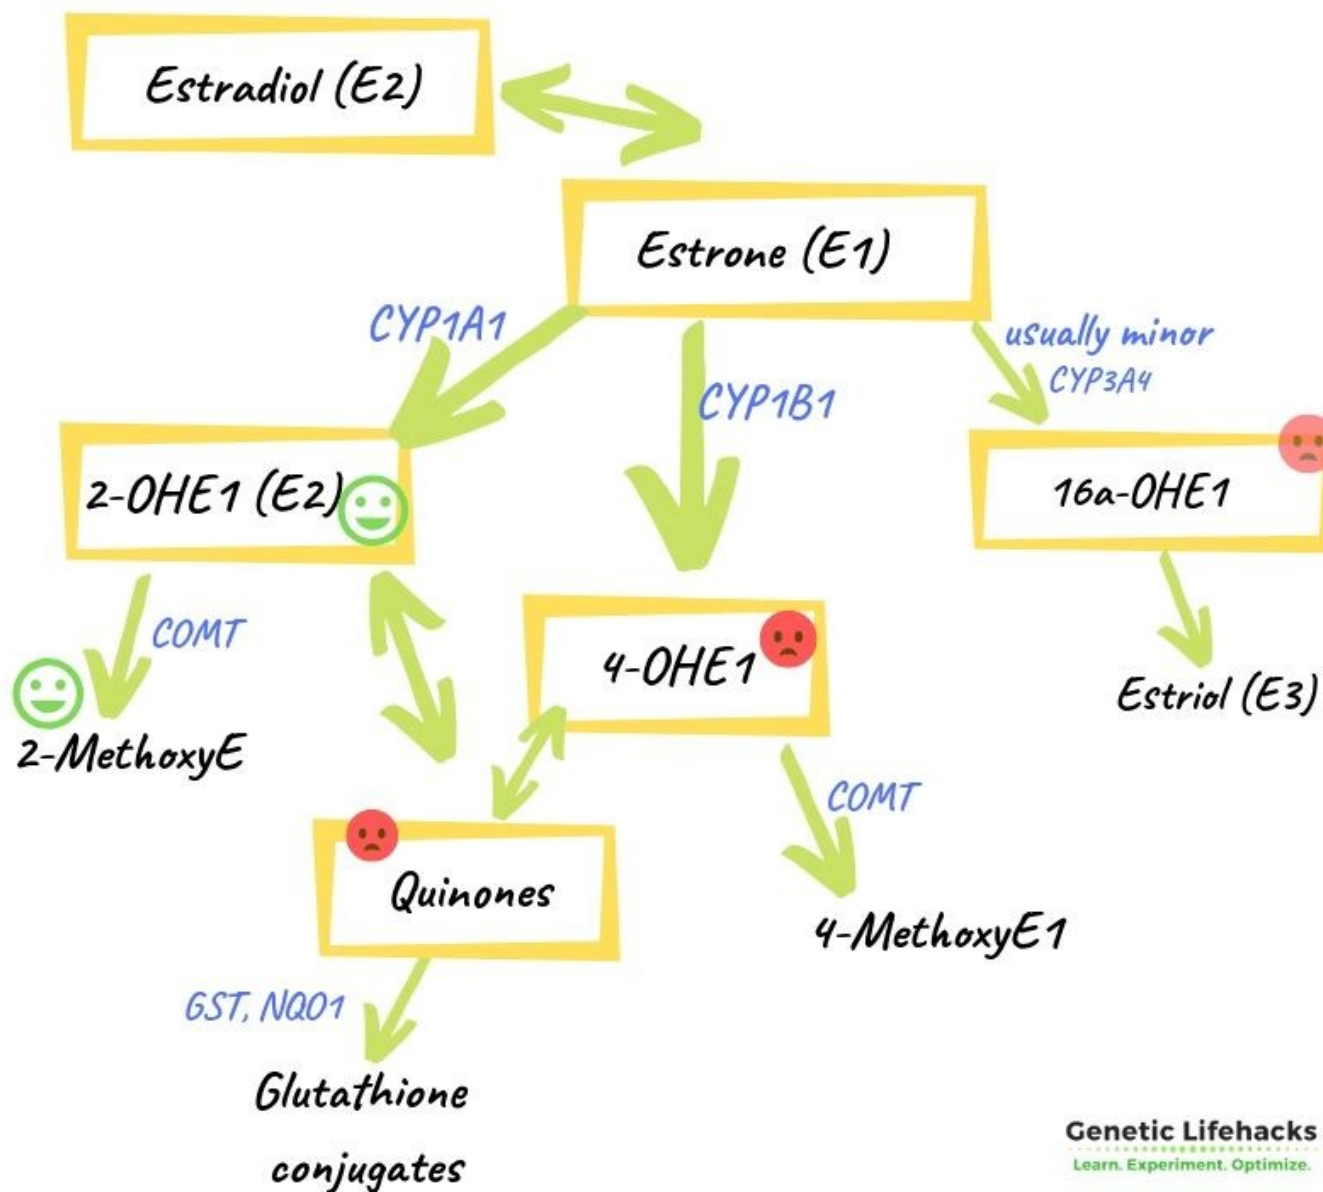 Estradiol (E2)
Estrone (E1)
CYP1A1
usually minor
CYP3A4
CYP1B1
2-OHE1 (E2)
16a-OHE1
COMT
4-OHE1
Estriol (E3)
2-MethoxyE
COMT
Quinones
4-MethoxyE1
GST, NQO1
Glutathione
conjugates
Genetic Lifehacks
Learn. Experiment. Optimize.